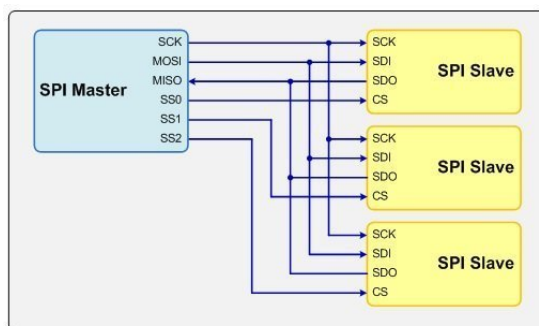 SPI Master
SCK
MOSI
MISO
SS0
SS1
SS2
SCK
SDI
SDO
CS
SPI Slave
SCK
SDI
SDO
CS
SPI Slave
SCK
SDI
SDO
CS
SPI Slave